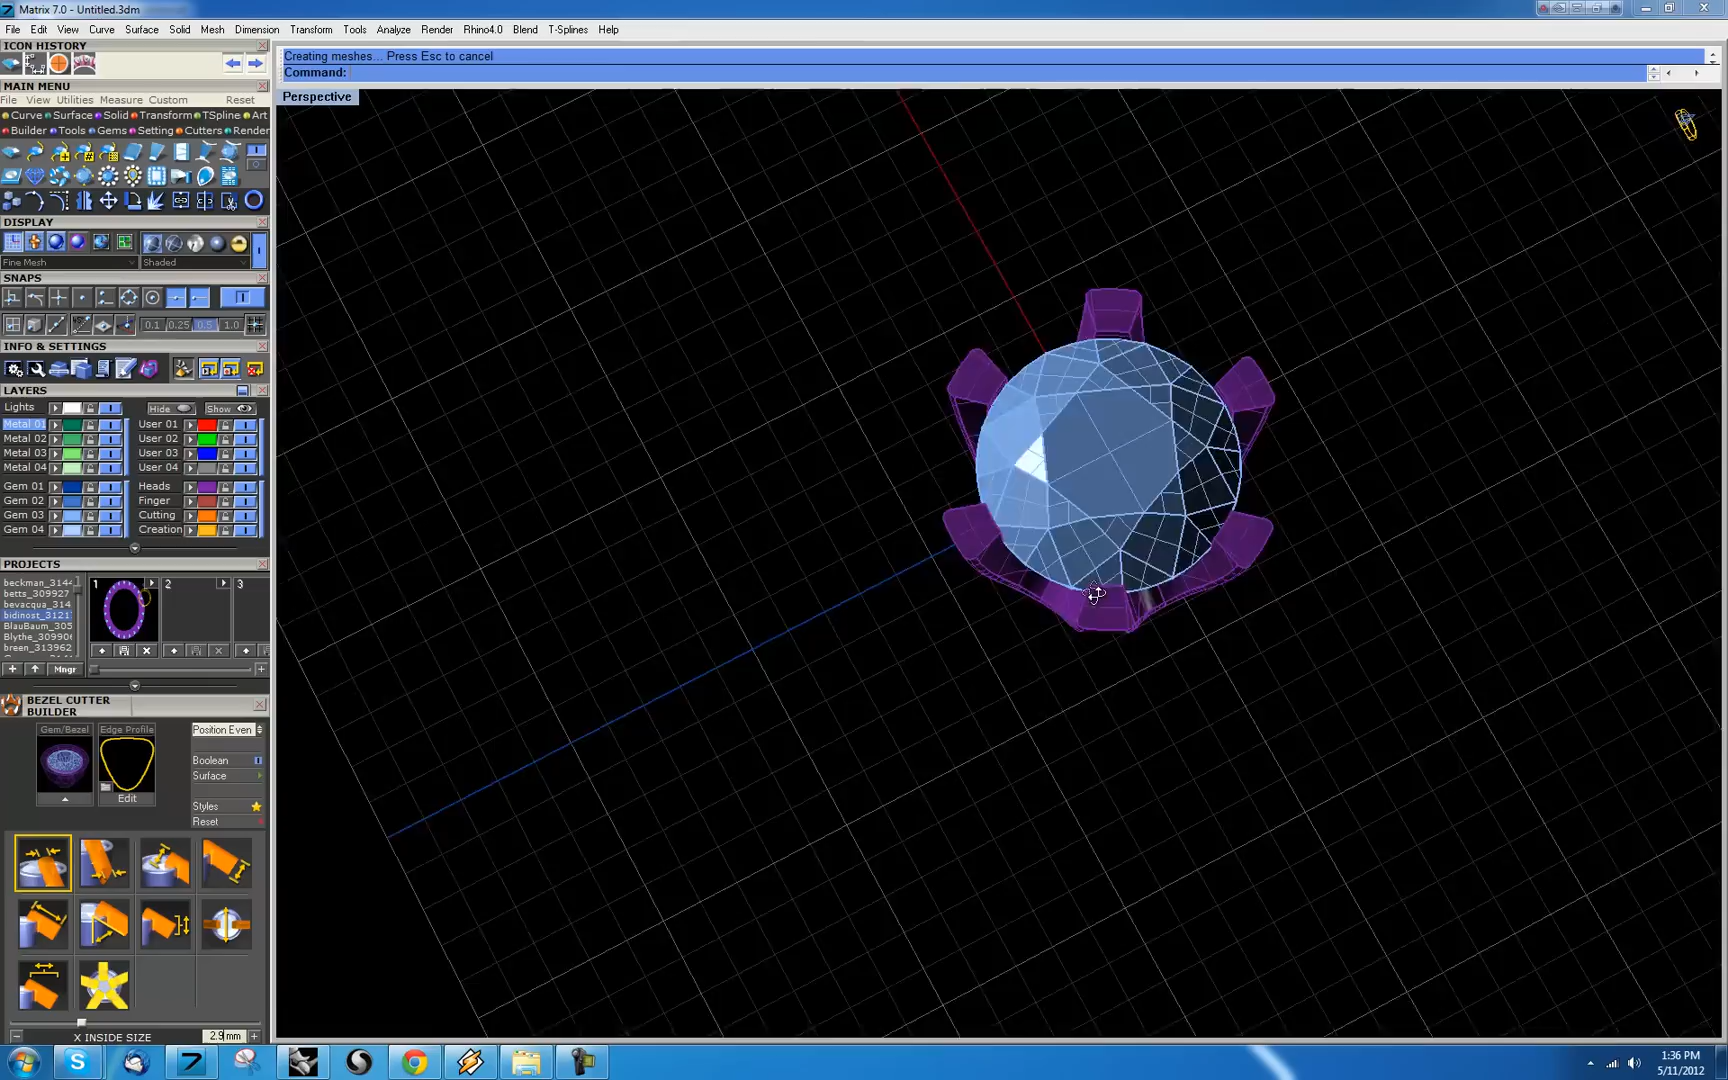 Matrix 7.0 - Untitled.3dm
File Edit View Curve Surface Solid Mesh Dimension Transform Tools Analyze Render Rhino4.0 Blend T-Splines Help
ICON HISTORY
Creating meshes... Press Esc to cancel
Command:
MAIN MENU
File View Utilities Measure Custom Reset
Perspective
Curve Surface Solid Transform TSpline Art
Builder Tools Gems Setting Cutters Render
DISPLAY
Fine Mesh Shaded
SNAPS
0.1 0.25 0.5 1.0
INFO & SETTINGS
LAYERS
Lights Hide Show
Metal 01 User 01
Metal 02 User 02
Metal 03 User 03
Metal 04 User 04
Gem 01 Heads
Gem 02 Finger
Gem 03 Cutting
Gem 04 Creation
PROJECTS
beckman_314
betts_309927
bevacqua_314
bidinost_3121
BlauBaum_305
Blythe_30990
breen_313962
1 2 3
Mngr
BEZEL CUTTER
BUILDER
Gem/Bezel Edge Profile Position Even
Boolean
Surface
Edit
Styles
Reset
X INSIDE SIZE 2.9 mm
1:36 PM
5/11/2012